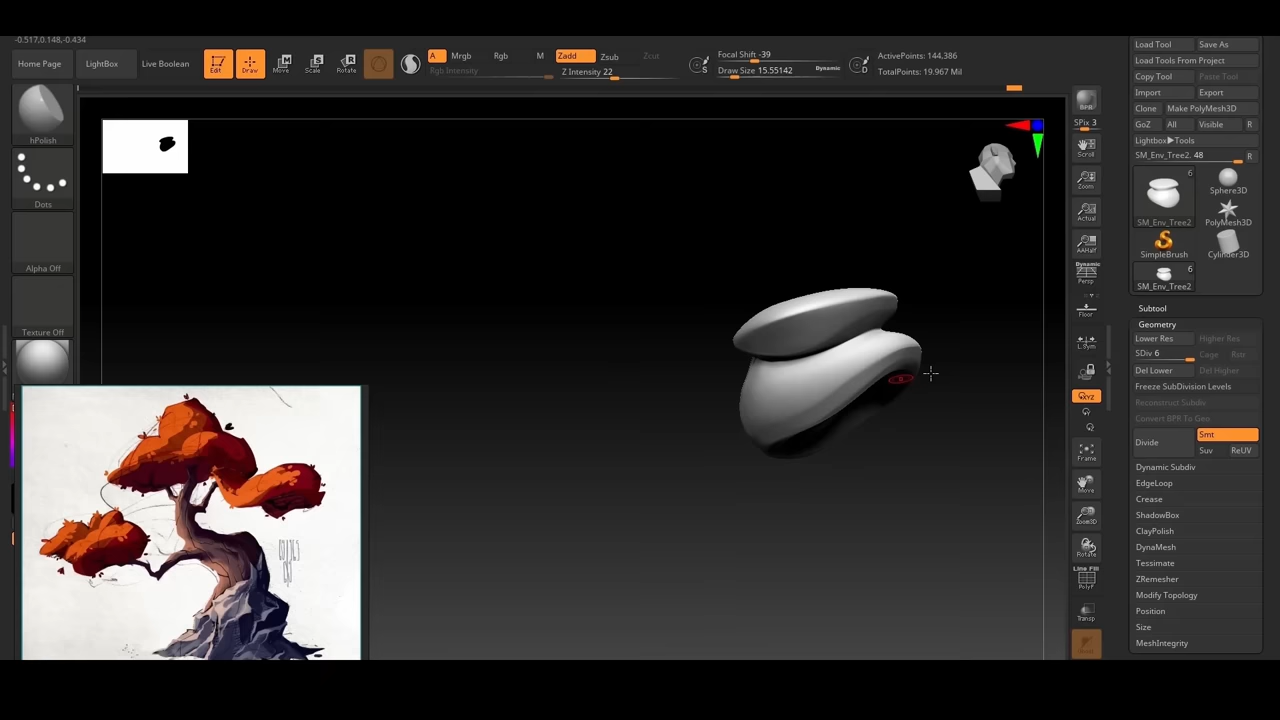 -0.517,0.148,-0.434
Home Page
LightBox
Live Boolean
Edit
Draw
Move
Scale
Rotate
A
Mrgb
Rgb
M
Rgb Intensity
Zadd
Zsub
Zcut
Z Intensity 22
S
Focal Shift -39
Draw Size 15.55142
Dynamic
D
ActivePoints: 144,386
TotalPoints: 19.967 Mil
hPolish
Dots
Alpha Off
Texture Off
BPR
SPix 3
Scroll
Zoom
Actual
AAHalf
Dynamic
Persp
Floor
L.Sym
XYZ
Frame
Move
Zoom3D
Rotate
Line Fill
PolyF
Transp
Load Tool
Save As
Load Tools From Project
Copy Tool
Paste Tool
Import
Export
Clone
Make PolyMesh3D
GoZ
All
Visible
R
Lightbox▶Tools
SM_Env_Tree2. 48
R
6
SM_Env_Tree2
Sphere3D
PolyMesh3D
SimpleBrush
Cylinder3D
6
SM_Env_Tree2
Subtool
Geometry
Lower Res
Higher Res
SDiv 6
Cage
Rstr
Del Lower
Del Higher
Freeze SubDivision Levels
Reconstruct Subdiv
Convert BPR To Geo
Divide
Smt
Suv
ReUV
Dynamic Subdiv
EdgeLoop
Crease
ShadowBox
ClayPolish
DynaMesh
Tessimate
ZRemesher
Modify Topology
Position
Size
MeshIntegrity